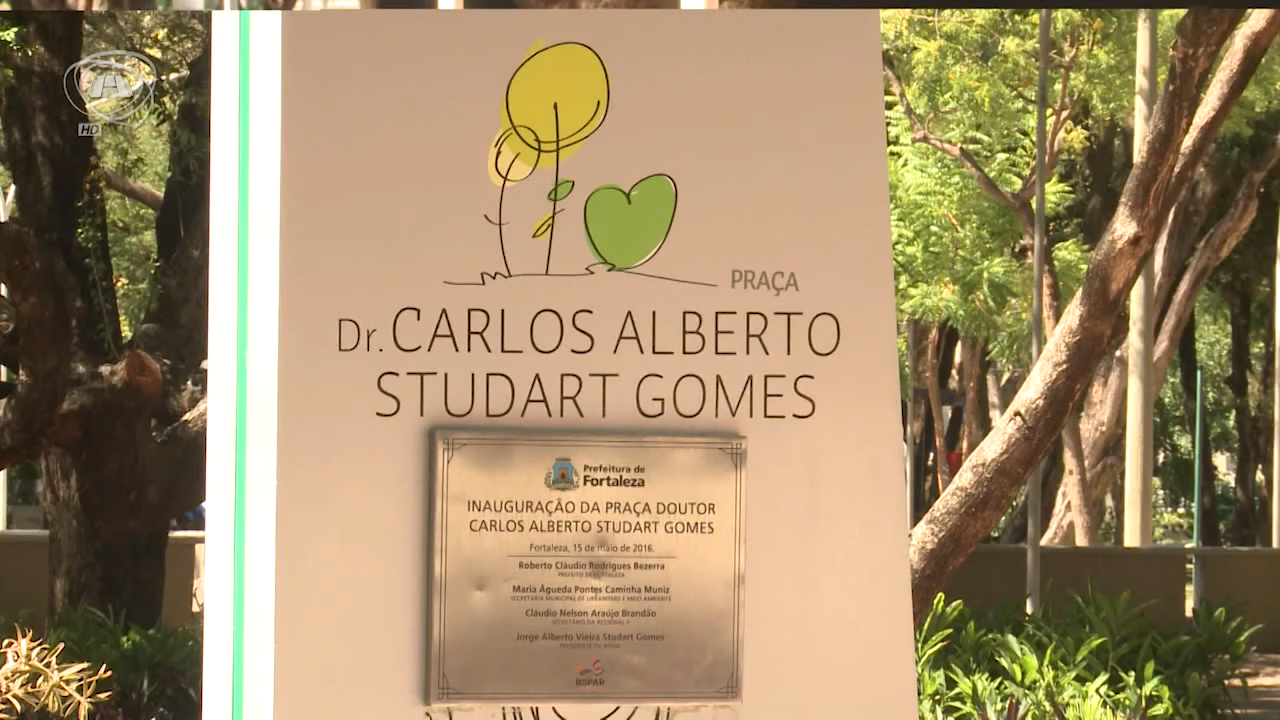 HD
PRAÇA
Dr. CARLOS ALBERTO
STUDART GOMES
Prefeitura de
Fortaleza
INAUGURAÇÃO DA PRAÇA DOUTOR
CARLOS ALBERTO STUDART GOMES
Fortaleza, 15 de maio de 2016.
Roberto Cláudio Rodrigues Bezerra
PREFEITO DE FORTALEZA
Maria Águeda Pontes Caminha Muniz
SECRETÁRIA MUNICIPAL DE URBANISMO E MEIO AMBIENTE
Cláudio Nelson Araújo Brandão
SECRETÁRIO DA REGIONAL II
Jorge Alberto Vieira Studart Gomes
PRESIDENTE DA BSPAR
BSPAR